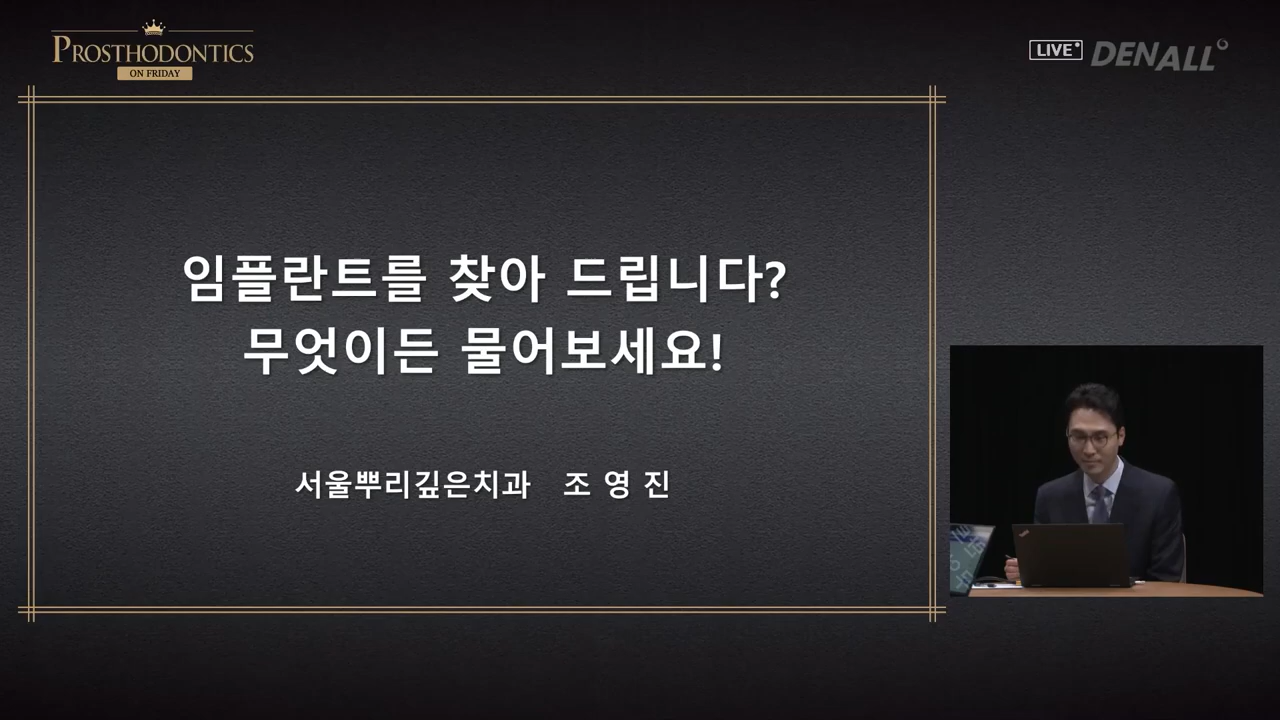 PROSTHODONTICS
ON FRIDAY
LIVE
DENALL
임플란트를 찾아 드립니다?
무엇이든 물어보세요!
서울뿌리깊은치과 조 영 진